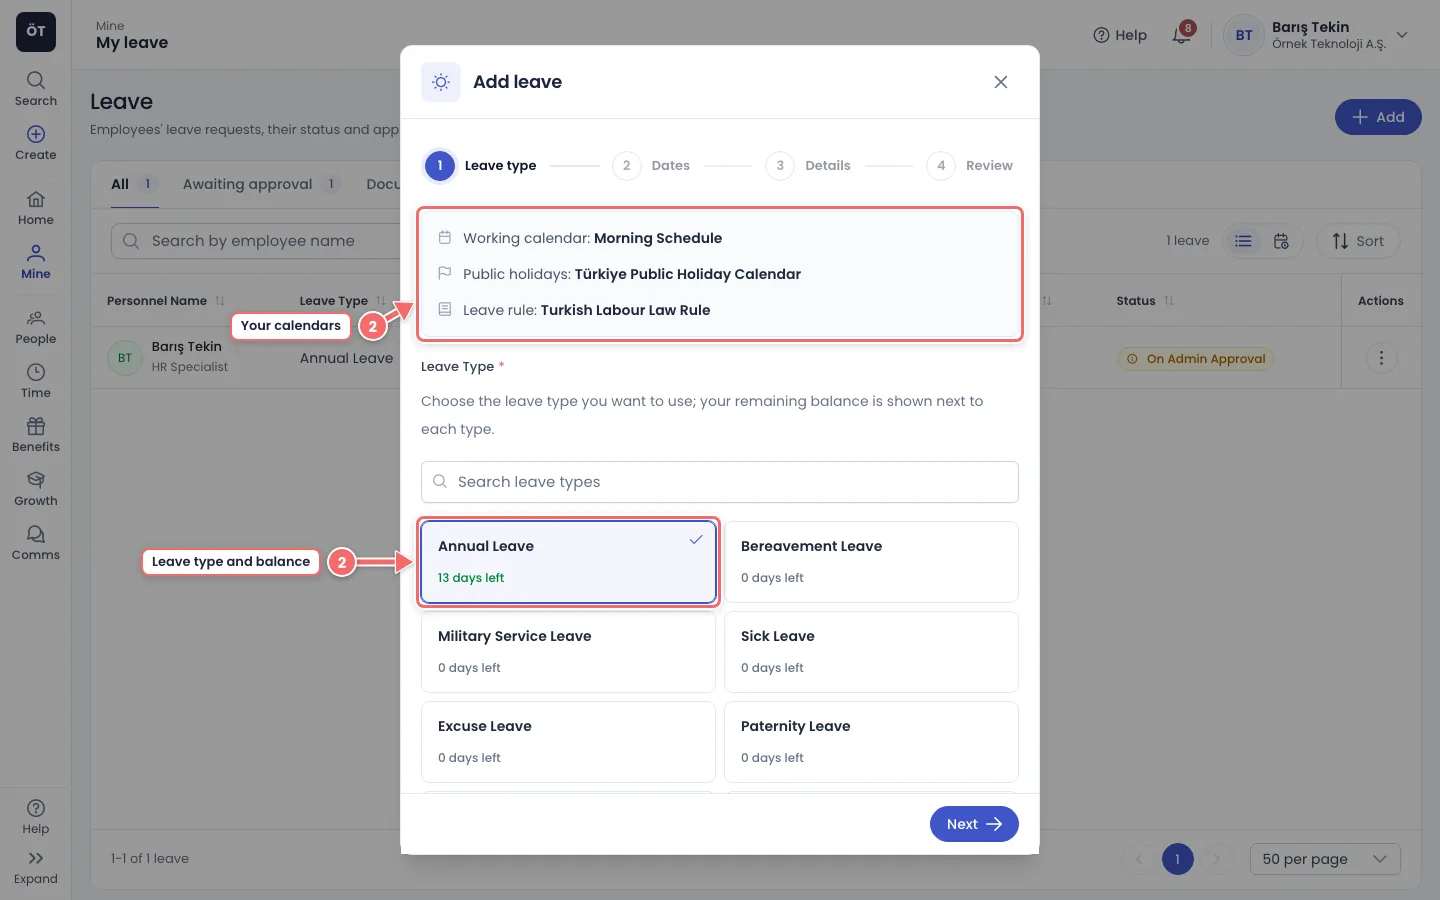 ÖT
Mine
My leave
Help
8
BT
Barış Tekin
Örnek Teknoloji A.Ş.
Search
Create
Home
Mine
People
Time
Benefits
Growth
Comms
Help
Expand
Leave
Employees' leave requests, their status and app
Add
All 1
Awaiting approval 1
Docu
Search by employee name
1 leave
Sort
Personnel Name
Leave Type
Status
Actions
BT
Barış Tekin
HR Specialist
Annual Leave
On Admin Approval
1-1 of 1 leave
1
50 per page
Add leave
1 Leave type
2 Dates
3 Details
4 Review
Working calendar: Morning Schedule
Public holidays: Türkiye Public Holiday Calendar
Leave rule: Turkish Labour Law Rule
Your calendars 2
Leave Type *
Choose the leave type you want to use; your remaining balance is shown next to
each type.
Search leave types
Leave type and balance 2
Annual Leave
13 days left
Bereavement Leave
0 days left
Military Service Leave
0 days left
Sick Leave
0 days left
Excuse Leave
0 days left
Paternity Leave
0 days left
Next